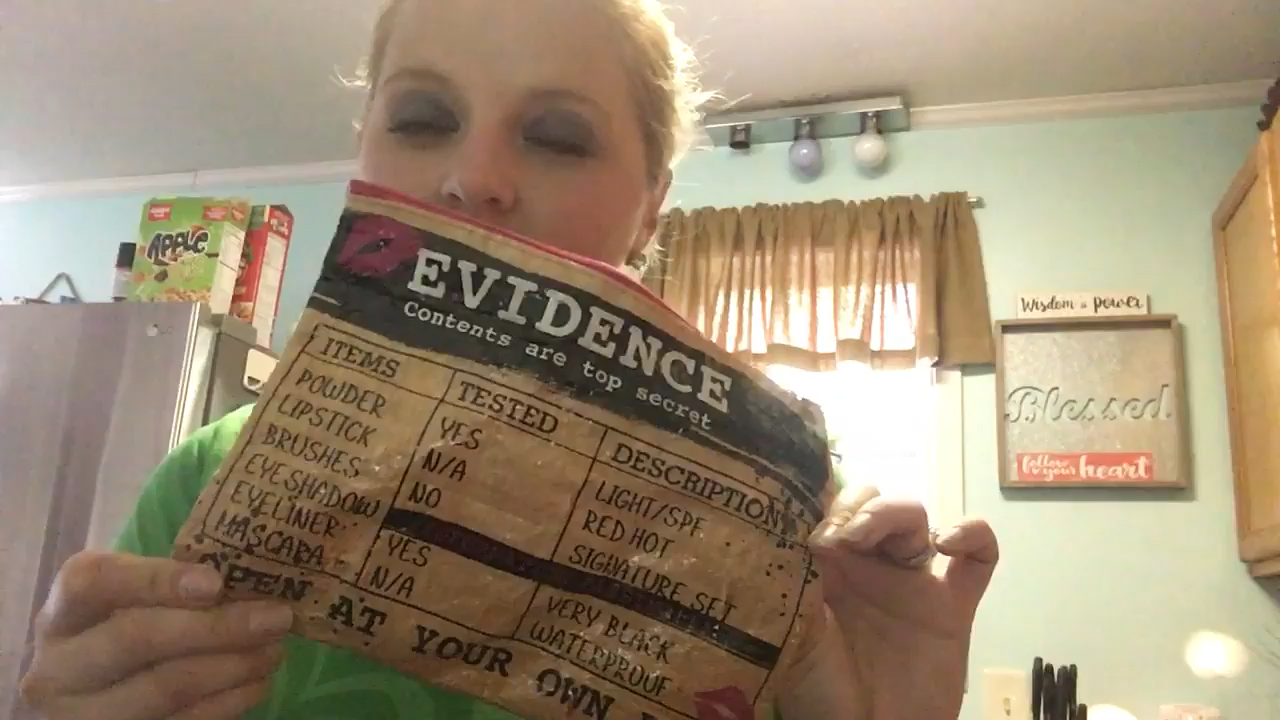 APPLE
EVIDENCE
Contents are top secret
ITEMS TESTED DESCRIPTION
POWDER YES LIGHT/SPF
LIPSTICK N/A RED HOT
BRUSHES NO SIGNATURE SET
EYESHADOW
EYELINER YES VERY BLACK
MASCARA N/A WATERPROOF
OPEN AT YOUR OWN
Wisdom is power
Blessed
follow your heart